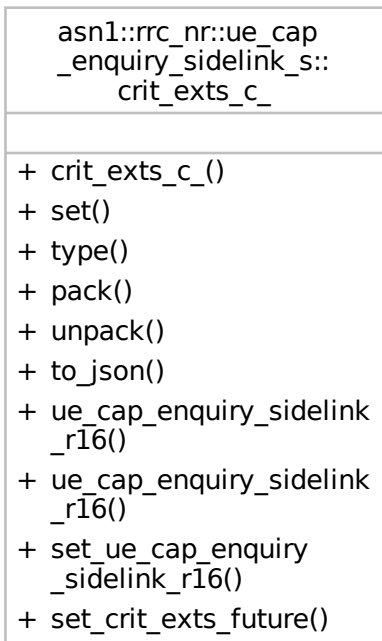 asn1::rrc_nr::ue_cap
_enquiry_sidelink_s::
crit_exts_c_
+ crit_exts_c_()
+ set()
+ type()
+ pack()
+ unpack()
+ to_json()
+ ue_cap_enquiry_sidelink
_r16()
+ ue_cap_enquiry_sidelink
_r16()
+ set_ue_cap_enquiry
_sidelink_r16()
+ set_crit_exts_future()